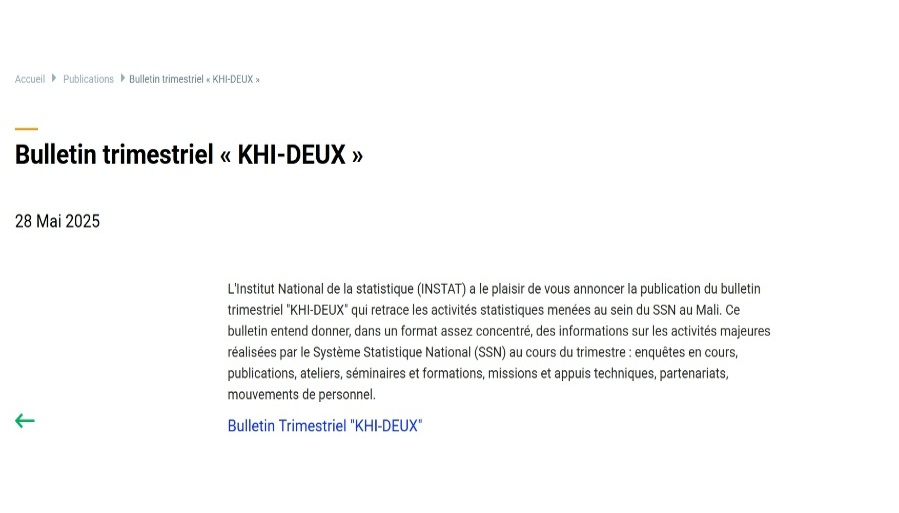 Accueil Publications Bulletin trimestriel « KHI-DEUX »
Bulletin trimestriel « KHI-DEUX »
28 Mai 2025
L'Institut National de la statistique (INSTAT) a le plaisir de vous annoncer la publication du bulletin
trimestriel "KHI-DEUX" qui retrace les activités statistiques menées au sein du SSN au Mali. Ce
bulletin entend donner, dans un format assez concentré, des informations sur les activités majeures
réalisées par le Système Statistique National (SSN) au cours du trimestre : enquêtes en cours,
publications, ateliers, séminaires et formations, missions et appuis techniques, partenariats,
mouvements de personnel.
Bulletin Trimestriel "KHI-DEUX"